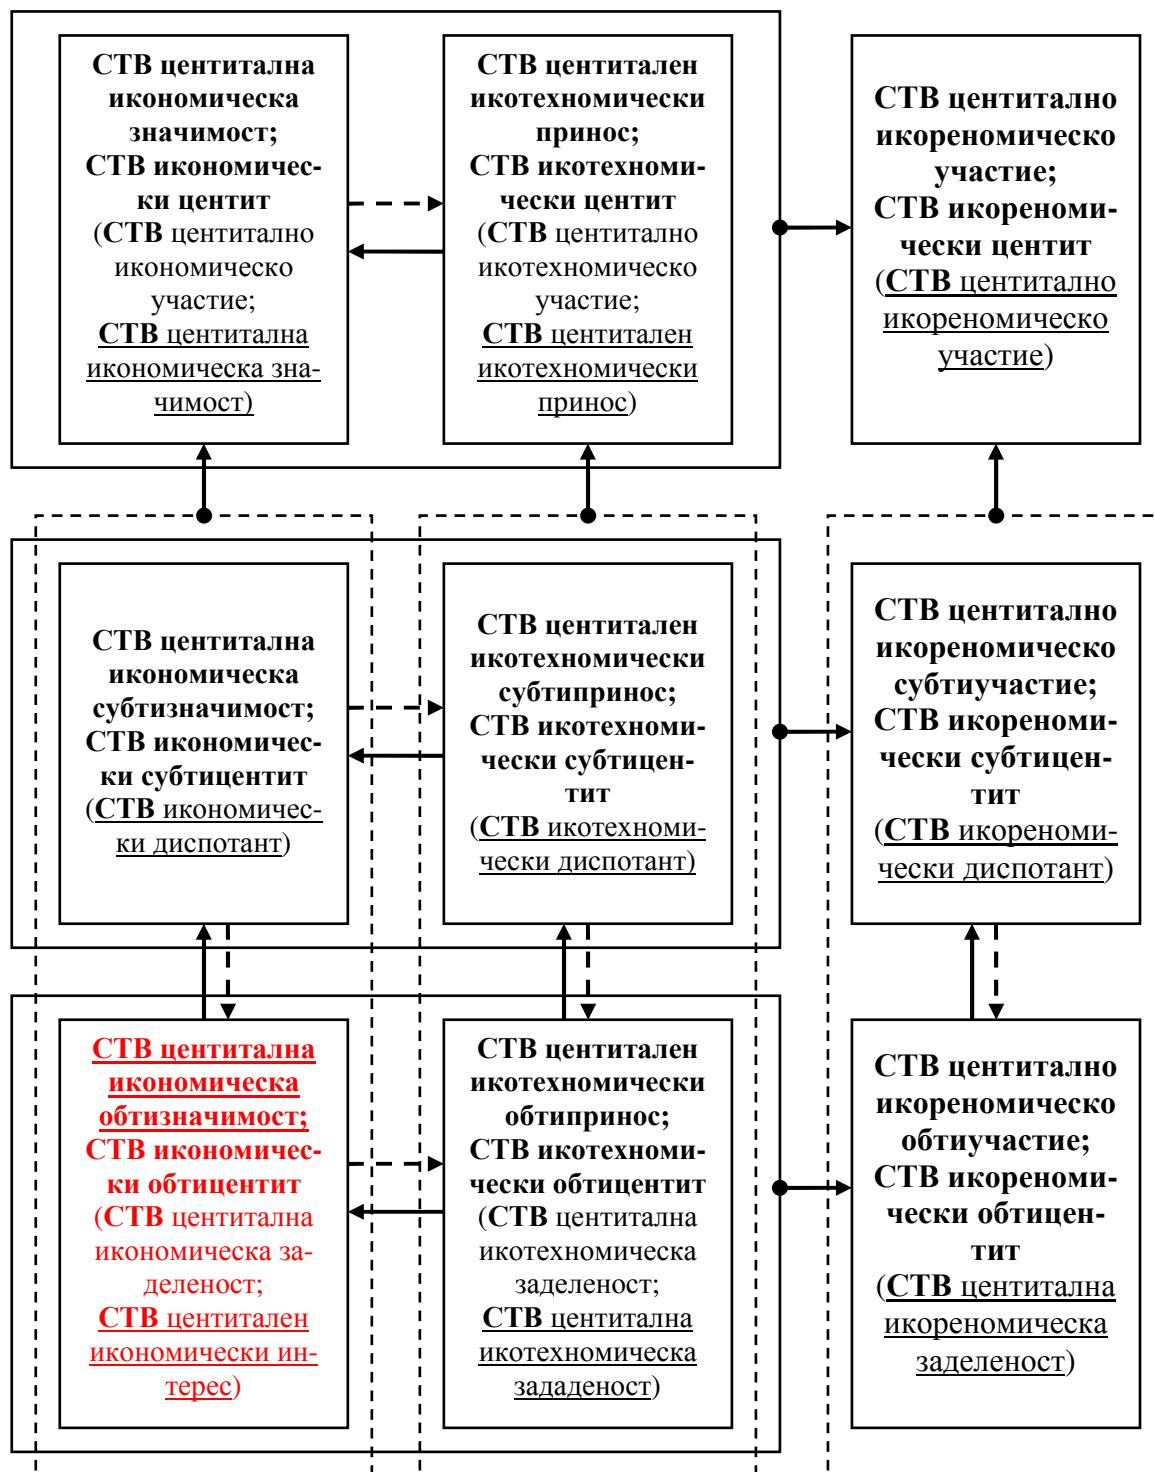 СТВ центитална
икономическа
значимост;
СТВ икономичес-
ки центит
(СТВ центитално
икономическо
участие;
СТВ центитална
икономическа зна-
чимост)
СТВ центитален
икотехномически
принос;
СТВ икотехноми-
чески центит
(СТВ центитално
икотехномическо
участие;
СТВ центитален
икотехномически
принос)
СТВ центитално
икореномическо
участие;
СТВ икореноми-
чески центит
(СТВ центитално
икореномическо
участие)
СТВ центитална
икономическа
субтизначимост;
СТВ икономичес-
ки субтицентит
(СТВ икономичес-
ки диспотант)
СТВ центитален
икотехномически
субтипринос;
СТВ икотехноми-
чески субтицен-
тит
(СТВ икотехноми-
чески диспотант)
СТВ центитално
икореномическо
субтиучастие;
СТВ икореноми-
чески субтицен-
тит
(СТВ икореноми-
чески диспотант)
СТВ центитална
икономическа
обтизначимост;
СТВ икономичес-
ки обтицентит
(СТВ центитална
икономическа за-
деленост;
СТВ центитален
икономически ин-
терес)
СТВ центитален
икотехномически
обтипринос;
СТВ икотехноми-
чески обтицентит
(СТВ центитална
икотехномическа
заделеност;
СТВ центитална
икотехномическа
зададеност)
СТВ центитално
икореномическо
обтиучастие;
СТВ икореноми-
чески обтицен-
тит
(СТВ центитална
икореномическа
заделеност)